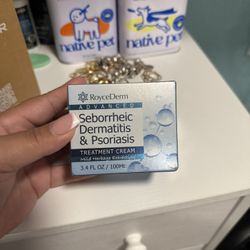 native pet
native pet
RoyceDerm
ADVANCED
Seborrheic
Dermatitis
& Psoriasis
TREATMENT CREAM
3.4 FL OZ / 100ML